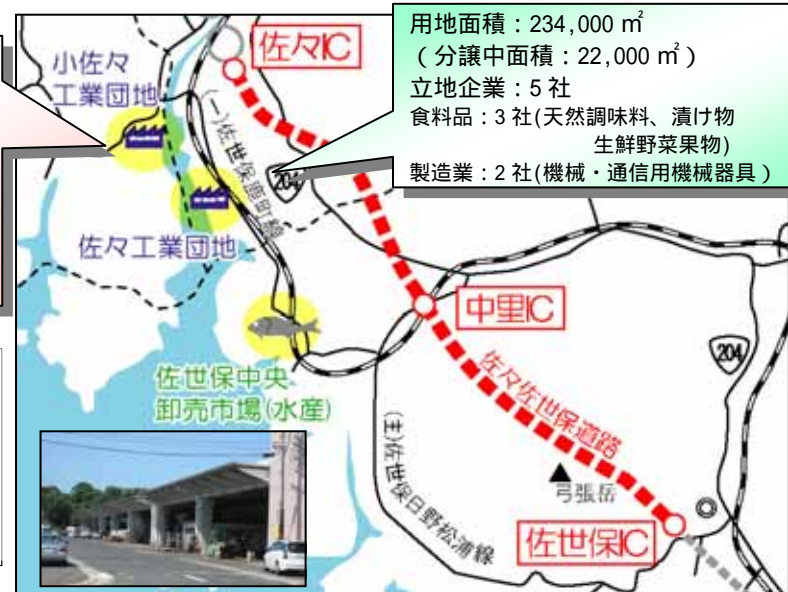 用地面積：234,000 ㎡
（分譲中面積：22,000 ㎡）
立地企業：5 社
食料品：3 社(天然調味料、漬け物
生鮮野菜果物)
製造業：2 社(機械・通信用機械器具）
佐々IC
小佐々
工業団地
(一)佐世保鹿町線
204
佐々工業団地
中里IC
204
佐世保中央
卸売市場(水産)
佐々佐世保道路
(主)佐世保日野松浦線
弓張岳
佐世保IC